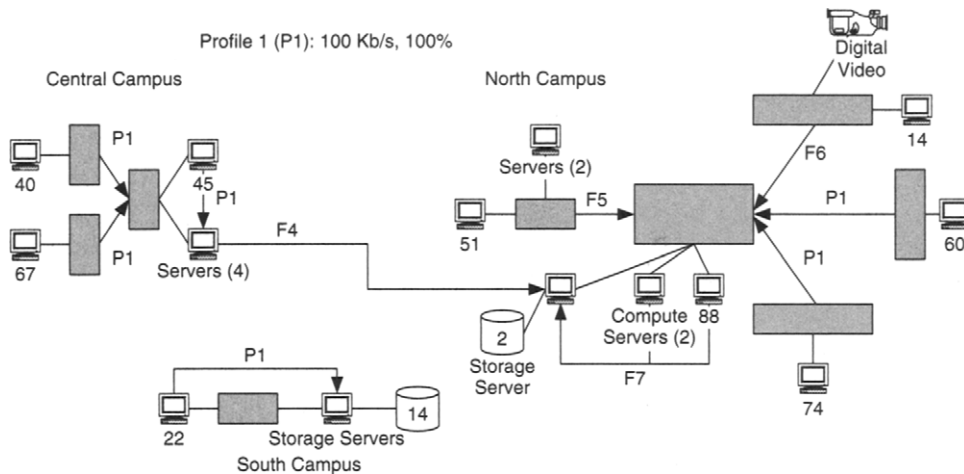 Profile 1 (P1): 100 Kb/s, 100%
Central Campus
North Campus
Digital
Video
P1
40
45
P1
67
P1
Servers (4)
F4
Servers (2)
51
F5
F6
14
P1
60
P1
74
Compute
Servers (2)
88
F7
2
Storage
Server
P1
22
Storage Servers
14
South Campus